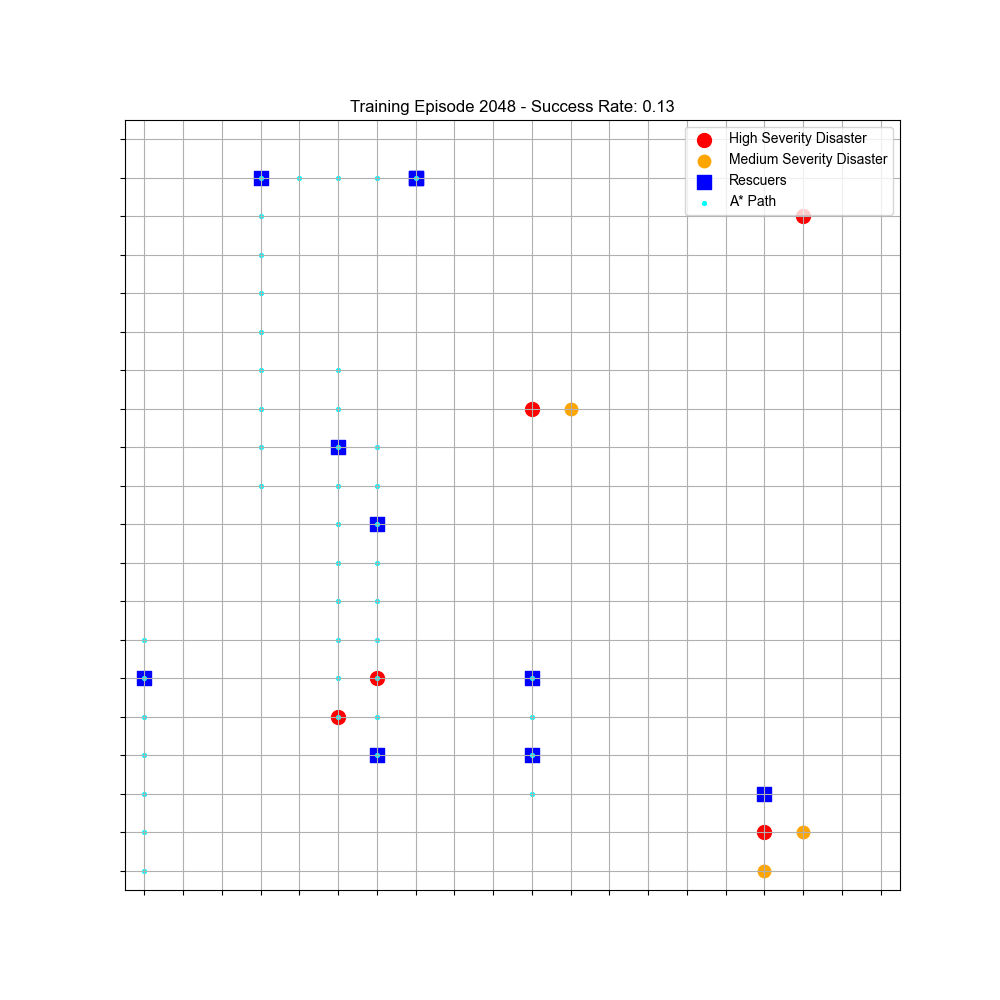 Training Episode 2048 - Success Rate: 0.13
High Severity Disaster
Medium Severity Disaster
Rescuers
A* Path